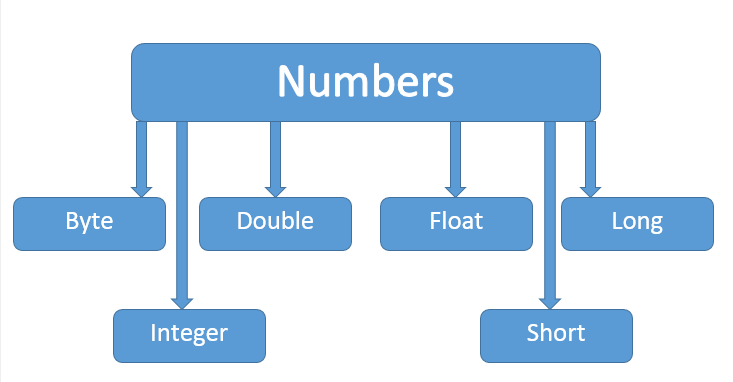 Numbers
Byte
Double
Float
Long
Integer
Short